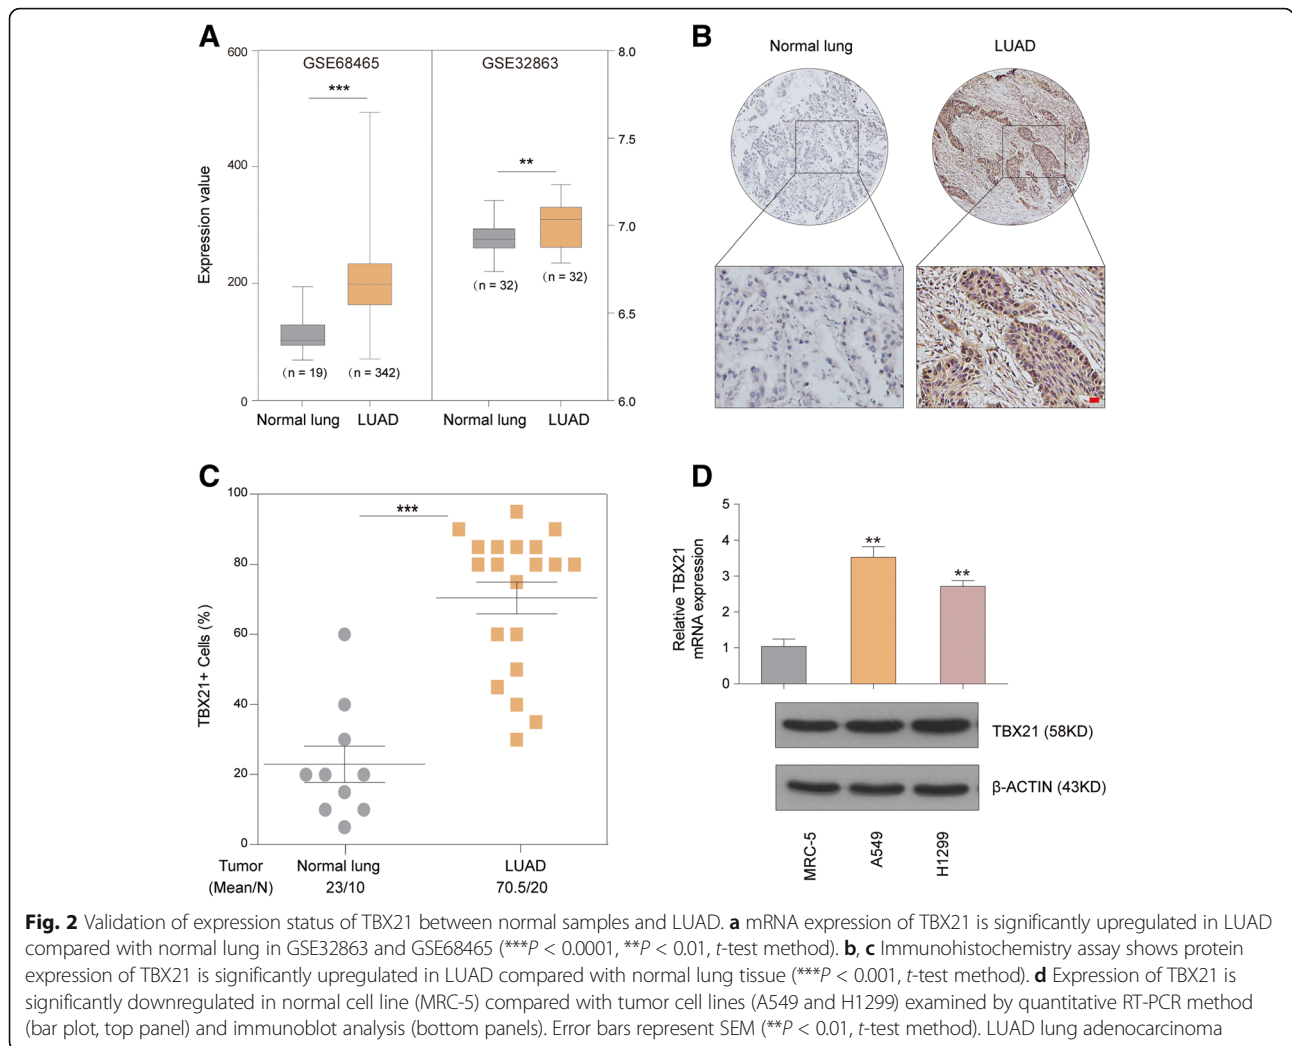 A
600
400
200
0
Expression value
GSE68465
***
(n = 19)
(n = 342)
Normal lung
LUAD
GSE32863
**
(n = 32)
(n = 32)
Normal lung
LUAD
8.0
7.5
7.0
6.5
6.0
B
Normal lung
LUAD
C
100
80
60
40
20
0
TBX21+ Cells (%)
***
Tumor
(Mean/N)
Normal lung
23/10
LUAD
70.5/20
D
5
4
3
2
1
0
Relative TBX21
mRNA expression
**
**
TBX21 (58KD)
β-ACTIN (43KD)
MRC-5
A549
H1299
Fig. 2 Validation of expression status of TBX21 between normal samples and LUAD. a mRNA expression of TBX21 is significantly upregulated in LUAD
compared with normal lung in GSE32863 and GSE68465 (***P < 0.0001, **P < 0.01, t-test method). b, c Immunohistochemistry assay shows protein
expression of TBX21 is significantly upregulated in LUAD compared with normal lung tissue (***P < 0.001, t-test method). d Expression of TBX21 is
significantly downregulated in normal cell line (MRC-5) compared with tumor cell lines (A549 and H1299) examined by quantitative RT-PCR method
(bar plot, top panel) and immunoblot analysis (bottom panels). Error bars represent SEM (**P < 0.01, t-test method). LUAD lung adenocarcinoma